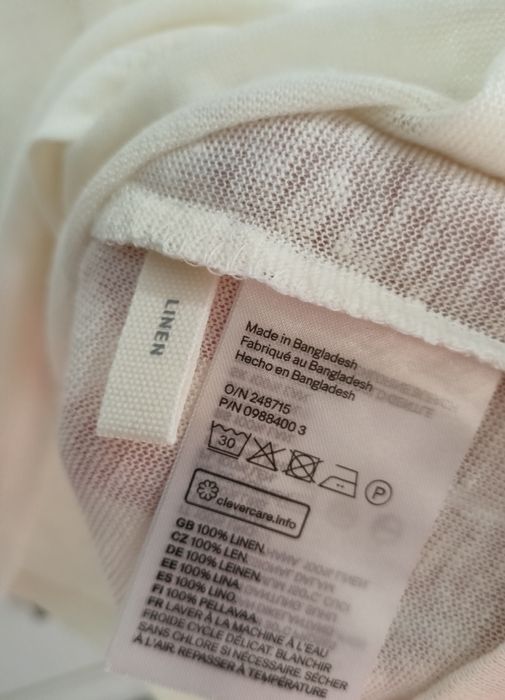 LINEN
Made in Bangladesh
Fabriqué au Bangladesh
Hecho en Bangladesh
O/N 248715
P/N 0988400 3
30
P
clevercare.info
GB 100% LINEN.
CZ 100% LEN.
DE 100% LEINEN.
EE 100% LINA.
ES 100% LINO.
FI 100% PELLAVAA.
FR LAVER À LA MACHINE À L'EAU
FROIDE CYCLE DÉLICAT. BLANCHIR
SANS CHLORE SI NÉCESSAIRE. SÉCHER
À L'AIR. REPASSER À TEMPÉRATURE